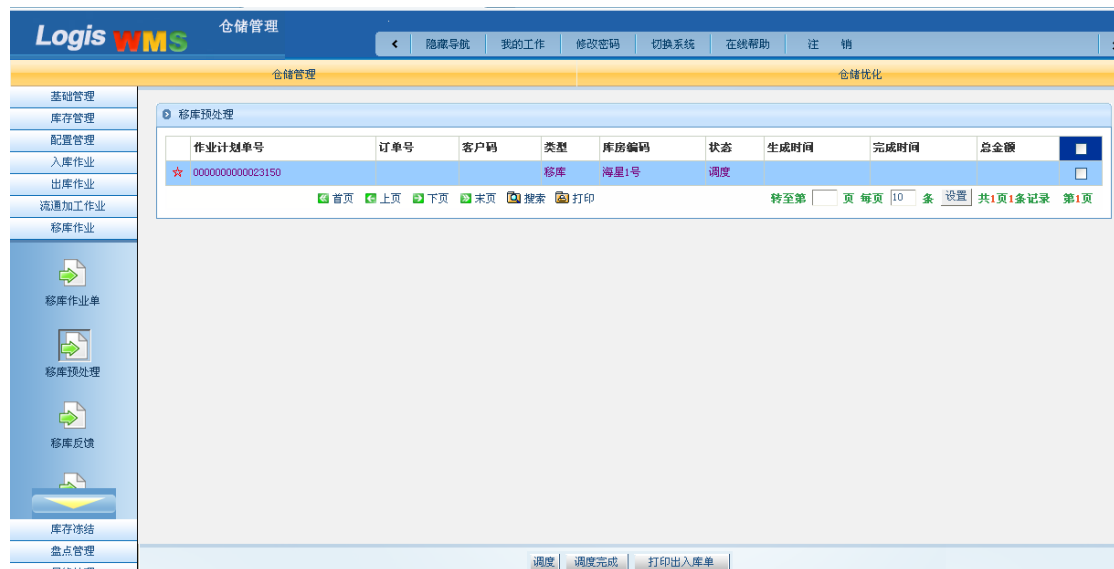 Logis WMS 仓储管理
隐藏导航 我的工作 修改密码 切换系统 在线帮助 注 销
仓储管理 仓储优化
基础管理
库存管理
配置管理
入库作业
出库作业
流通加工作业
移库作业
移库作业单
移库预处理
移库反馈
库存冻结
盘点管理
移库预处理
作业计划单号 订单号 客户码 类型 库房编码 状态 生成时间 完成时间 总金额
0000000000023150 移库 海星1号 调度
首页 上页 下页 末页 搜索 打印 转至第 页 每页 10 条 设置 共1页1条记录 第1页
调度 调度完成 打印出入库单